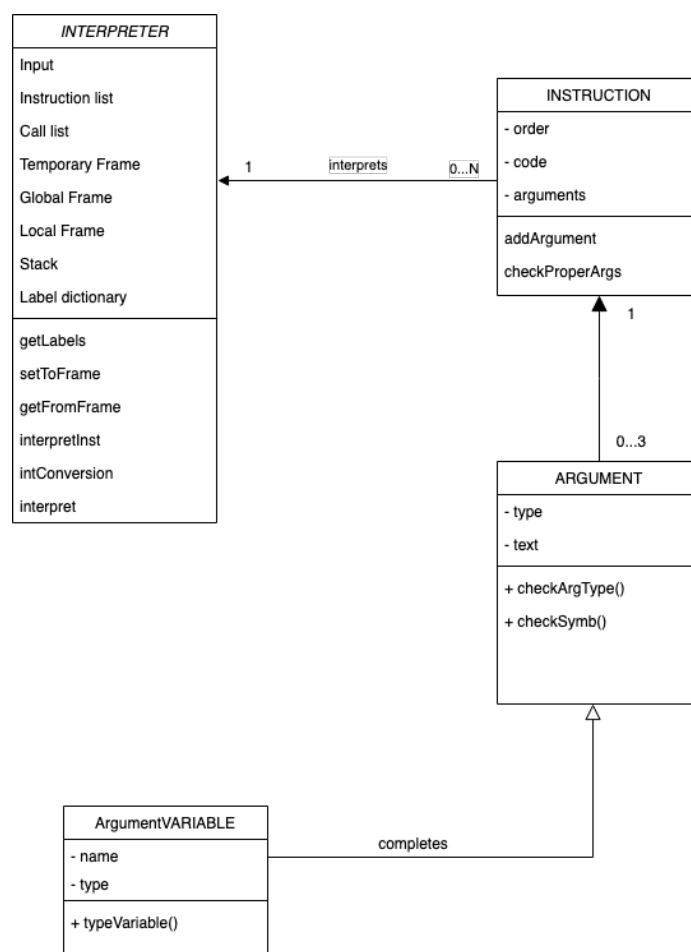 INTERPRETER
Input
Instruction list
Call list
Temporary Frame
Global Frame
Local Frame
Stack
Label dictionary
getLabels
setToFrame
getFromFrame
interpretInst
intConversion
interpret
1
interprets
0...N
INSTRUCTION
- order
- code
- arguments
addArgument
checkProperArgs
1
0...3
ARGUMENT
- type
- text
+ checkArgType()
+ checkSymb()
ArgumentVARIABLE
- name
- type
+ typeVariable()
completes